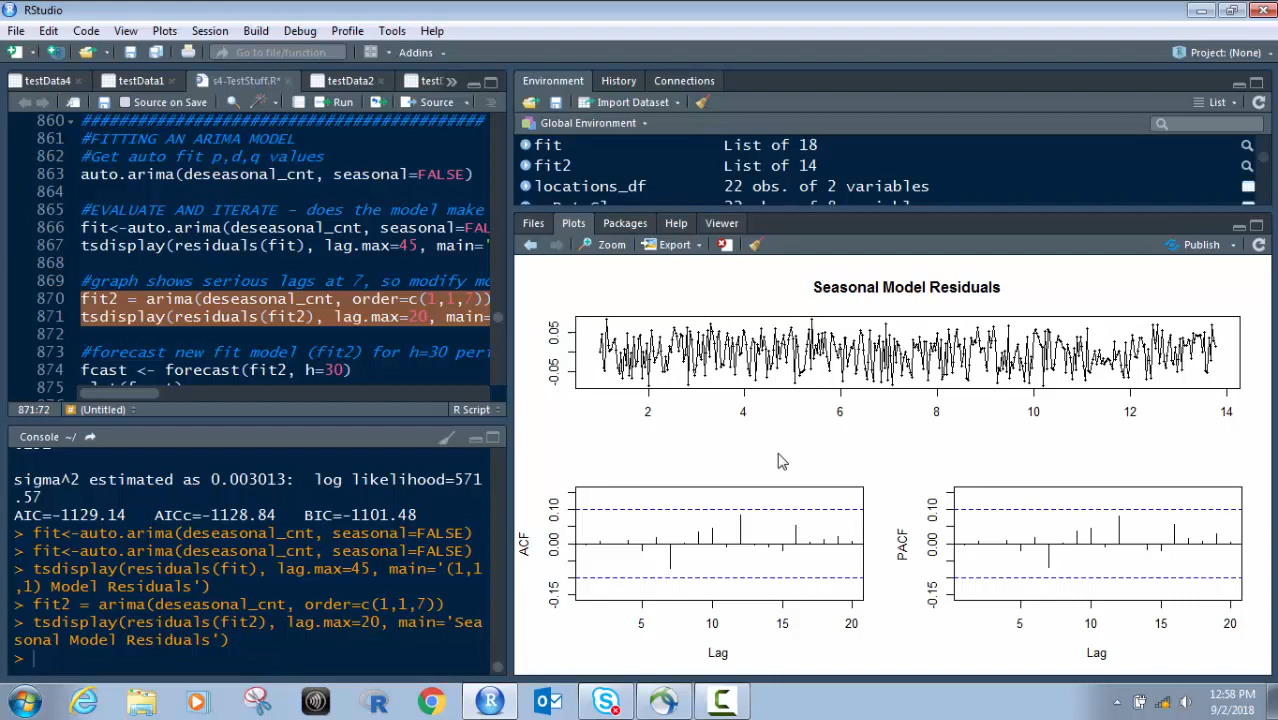 RStudio
File Edit Code View Plots Session Build Debug Profile Tools Help
Go to file/function Addins Project: (None)
testData4 testData1 s4-TestStuff.R* testData2
Source on Save Run Source
860 ###########################################
861 #FITTING AN ARIMA MODEL
862 #Get auto fit p,d,q values
863 auto.arima(deseasonal_cnt, seasonal=FALSE)
864
865 #EVALUATE AND ITERATE - does the model make
866 fit<-auto.arima(deseasonal_cnt, seasonal=FAL
867 tsdisplay(residuals(fit), lag.max=45, main='
868
869 #graph shows serious lags at 7, so modify mo
870 fit2 = arima(deseasonal_cnt, order=c(1,1,7))
871 tsdisplay(residuals(fit2), lag.max=20, main=
872
873 #forecast new fit model (fit2) for h=30 peri
874 fcast <- forecast(fit2, h=30)
875
871:72 (Untitled) R Script
Console ~/
sigma^2 estimated as 0.003013: log likelihood=571
.57
AIC=-1129.14 AICc=-1128.84 BIC=-1101.48
> fit<-auto.arima(deseasonal_cnt, seasonal=FALSE)
> fit<-auto.arima(deseasonal_cnt, seasonal=FALSE)
> tsdisplay(residuals(fit), lag.max=45, main='(1,1
,1) Model Residuals')
> fit2 = arima(deseasonal_cnt, order=c(1,1,7))
> tsdisplay(residuals(fit2), lag.max=20, main='Sea
sonal Model Residuals')
>
Environment History Connections
Import Dataset List
Global Environment
fit List of 18
fit2 List of 14
locations_df 22 obs. of 2 variables
Files Plots Packages Help Viewer
Zoom Export Publish
Seasonal Model Residuals
0.05
-0.05
2 4 6 8 10 12 14
ACF
0.10
0.00
-0.15
5 10 15 20
Lag
PACF
0.10
0.00
-0.15
5 10 15 20
Lag
12:58 PM
9/2/2018